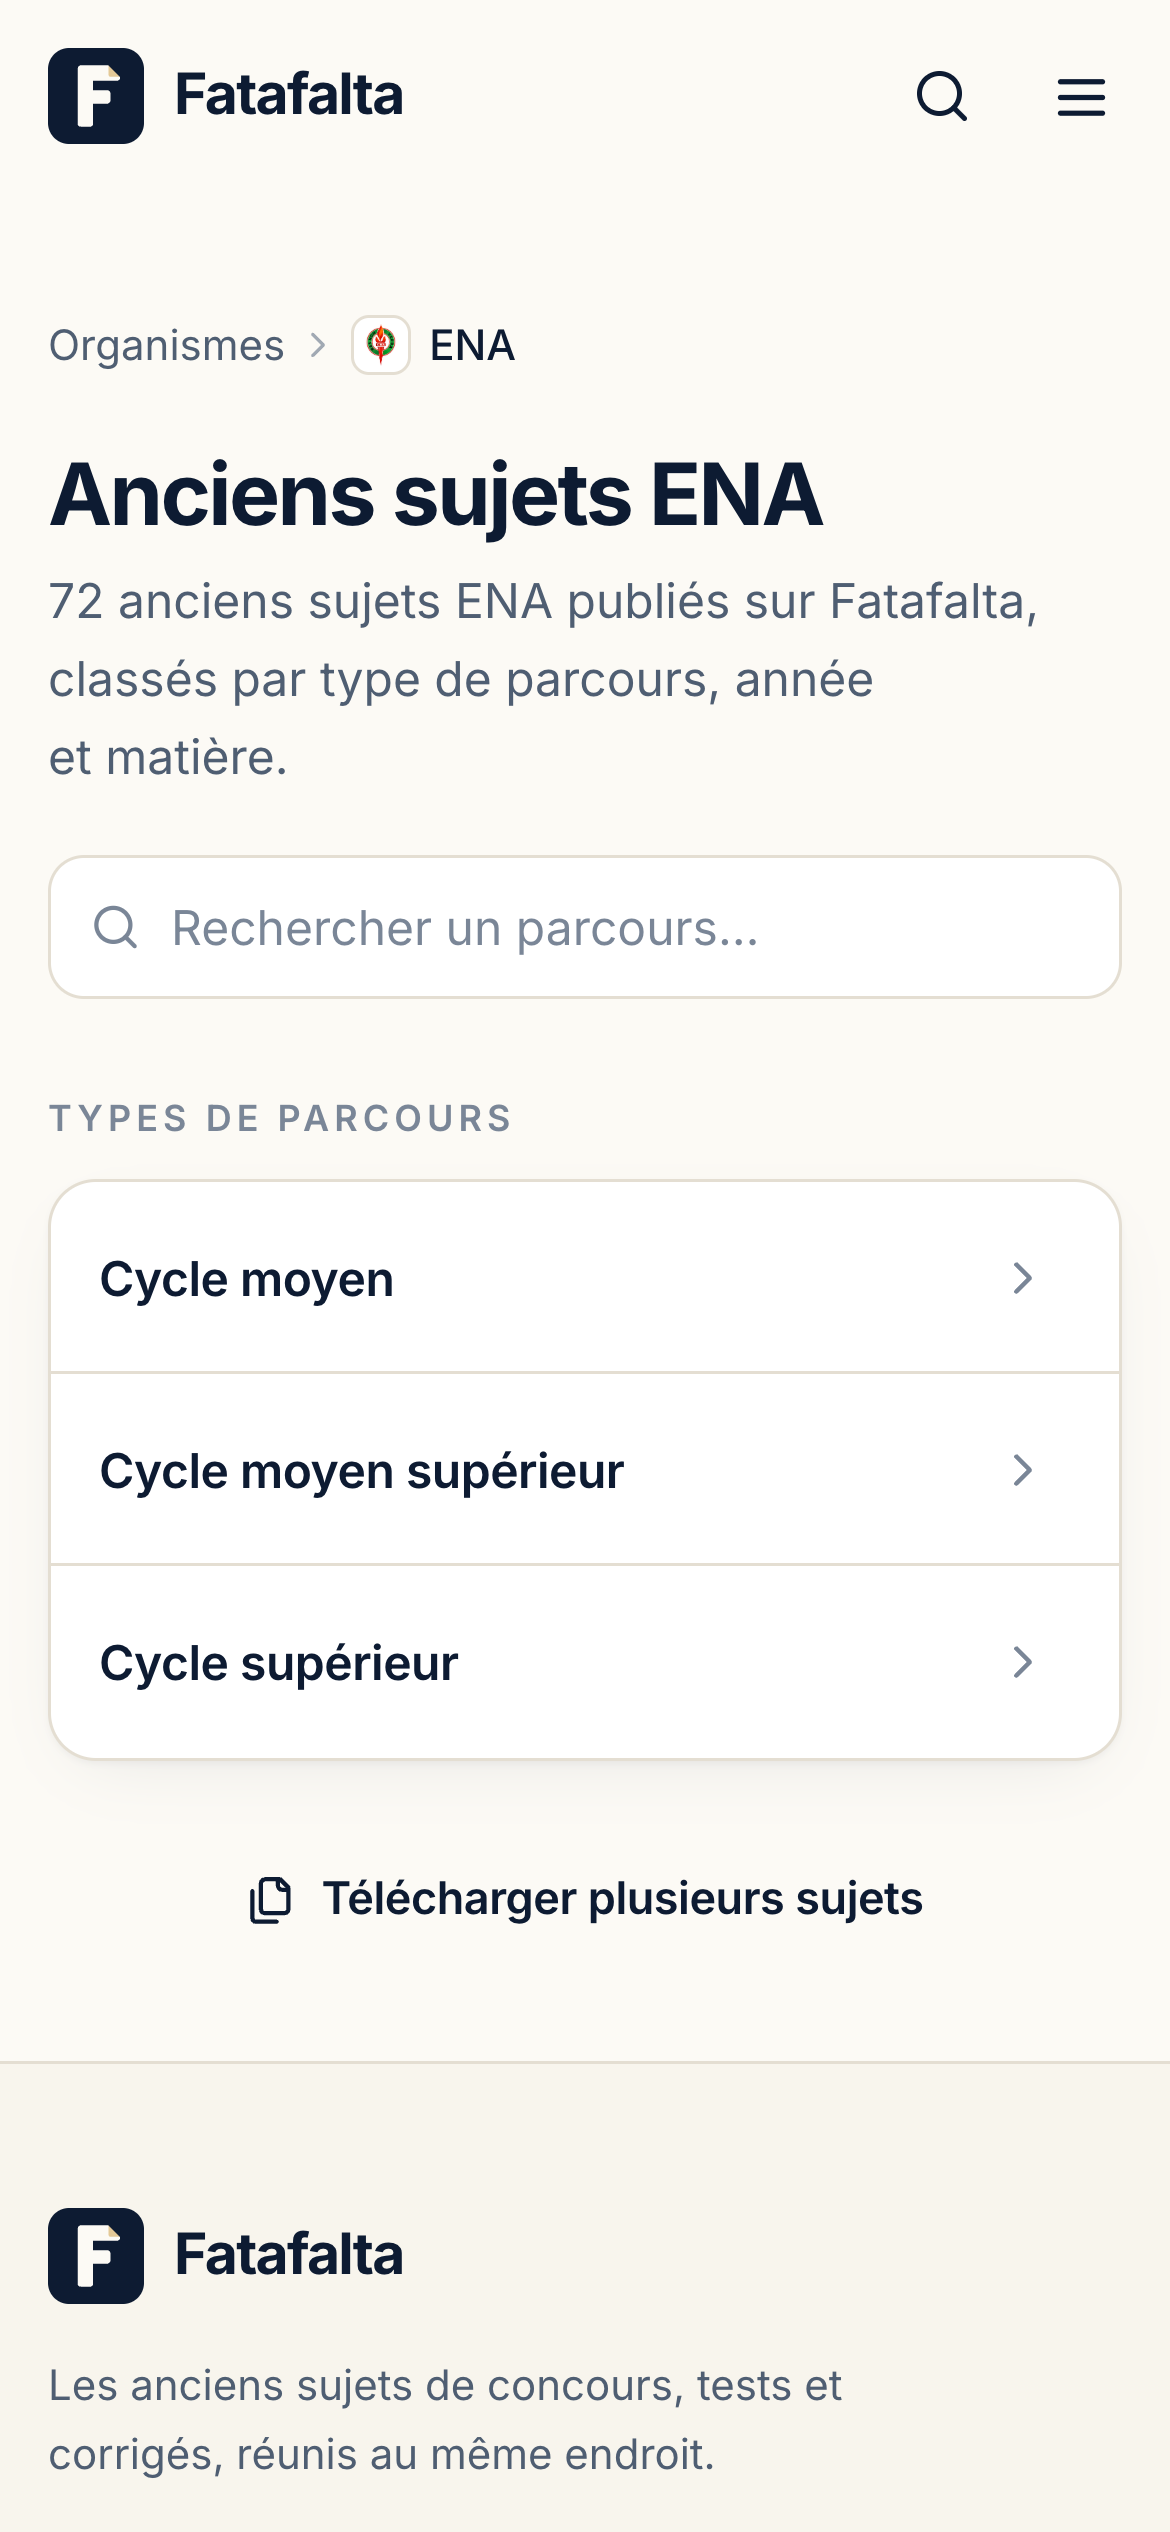 Fatafalta
Organismes > ENA
Anciens sujets ENA
72 anciens sujets ENA publiés sur Fatafalta,
classés par type de parcours, année
et matière.
Rechercher un parcours...
TYPES DE PARCOURS
Cycle moyen
Cycle moyen supérieur
Cycle supérieur
Télécharger plusieurs sujets
Fatafalta
Les anciens sujets de concours, tests et
corrigés, réunis au même endroit.